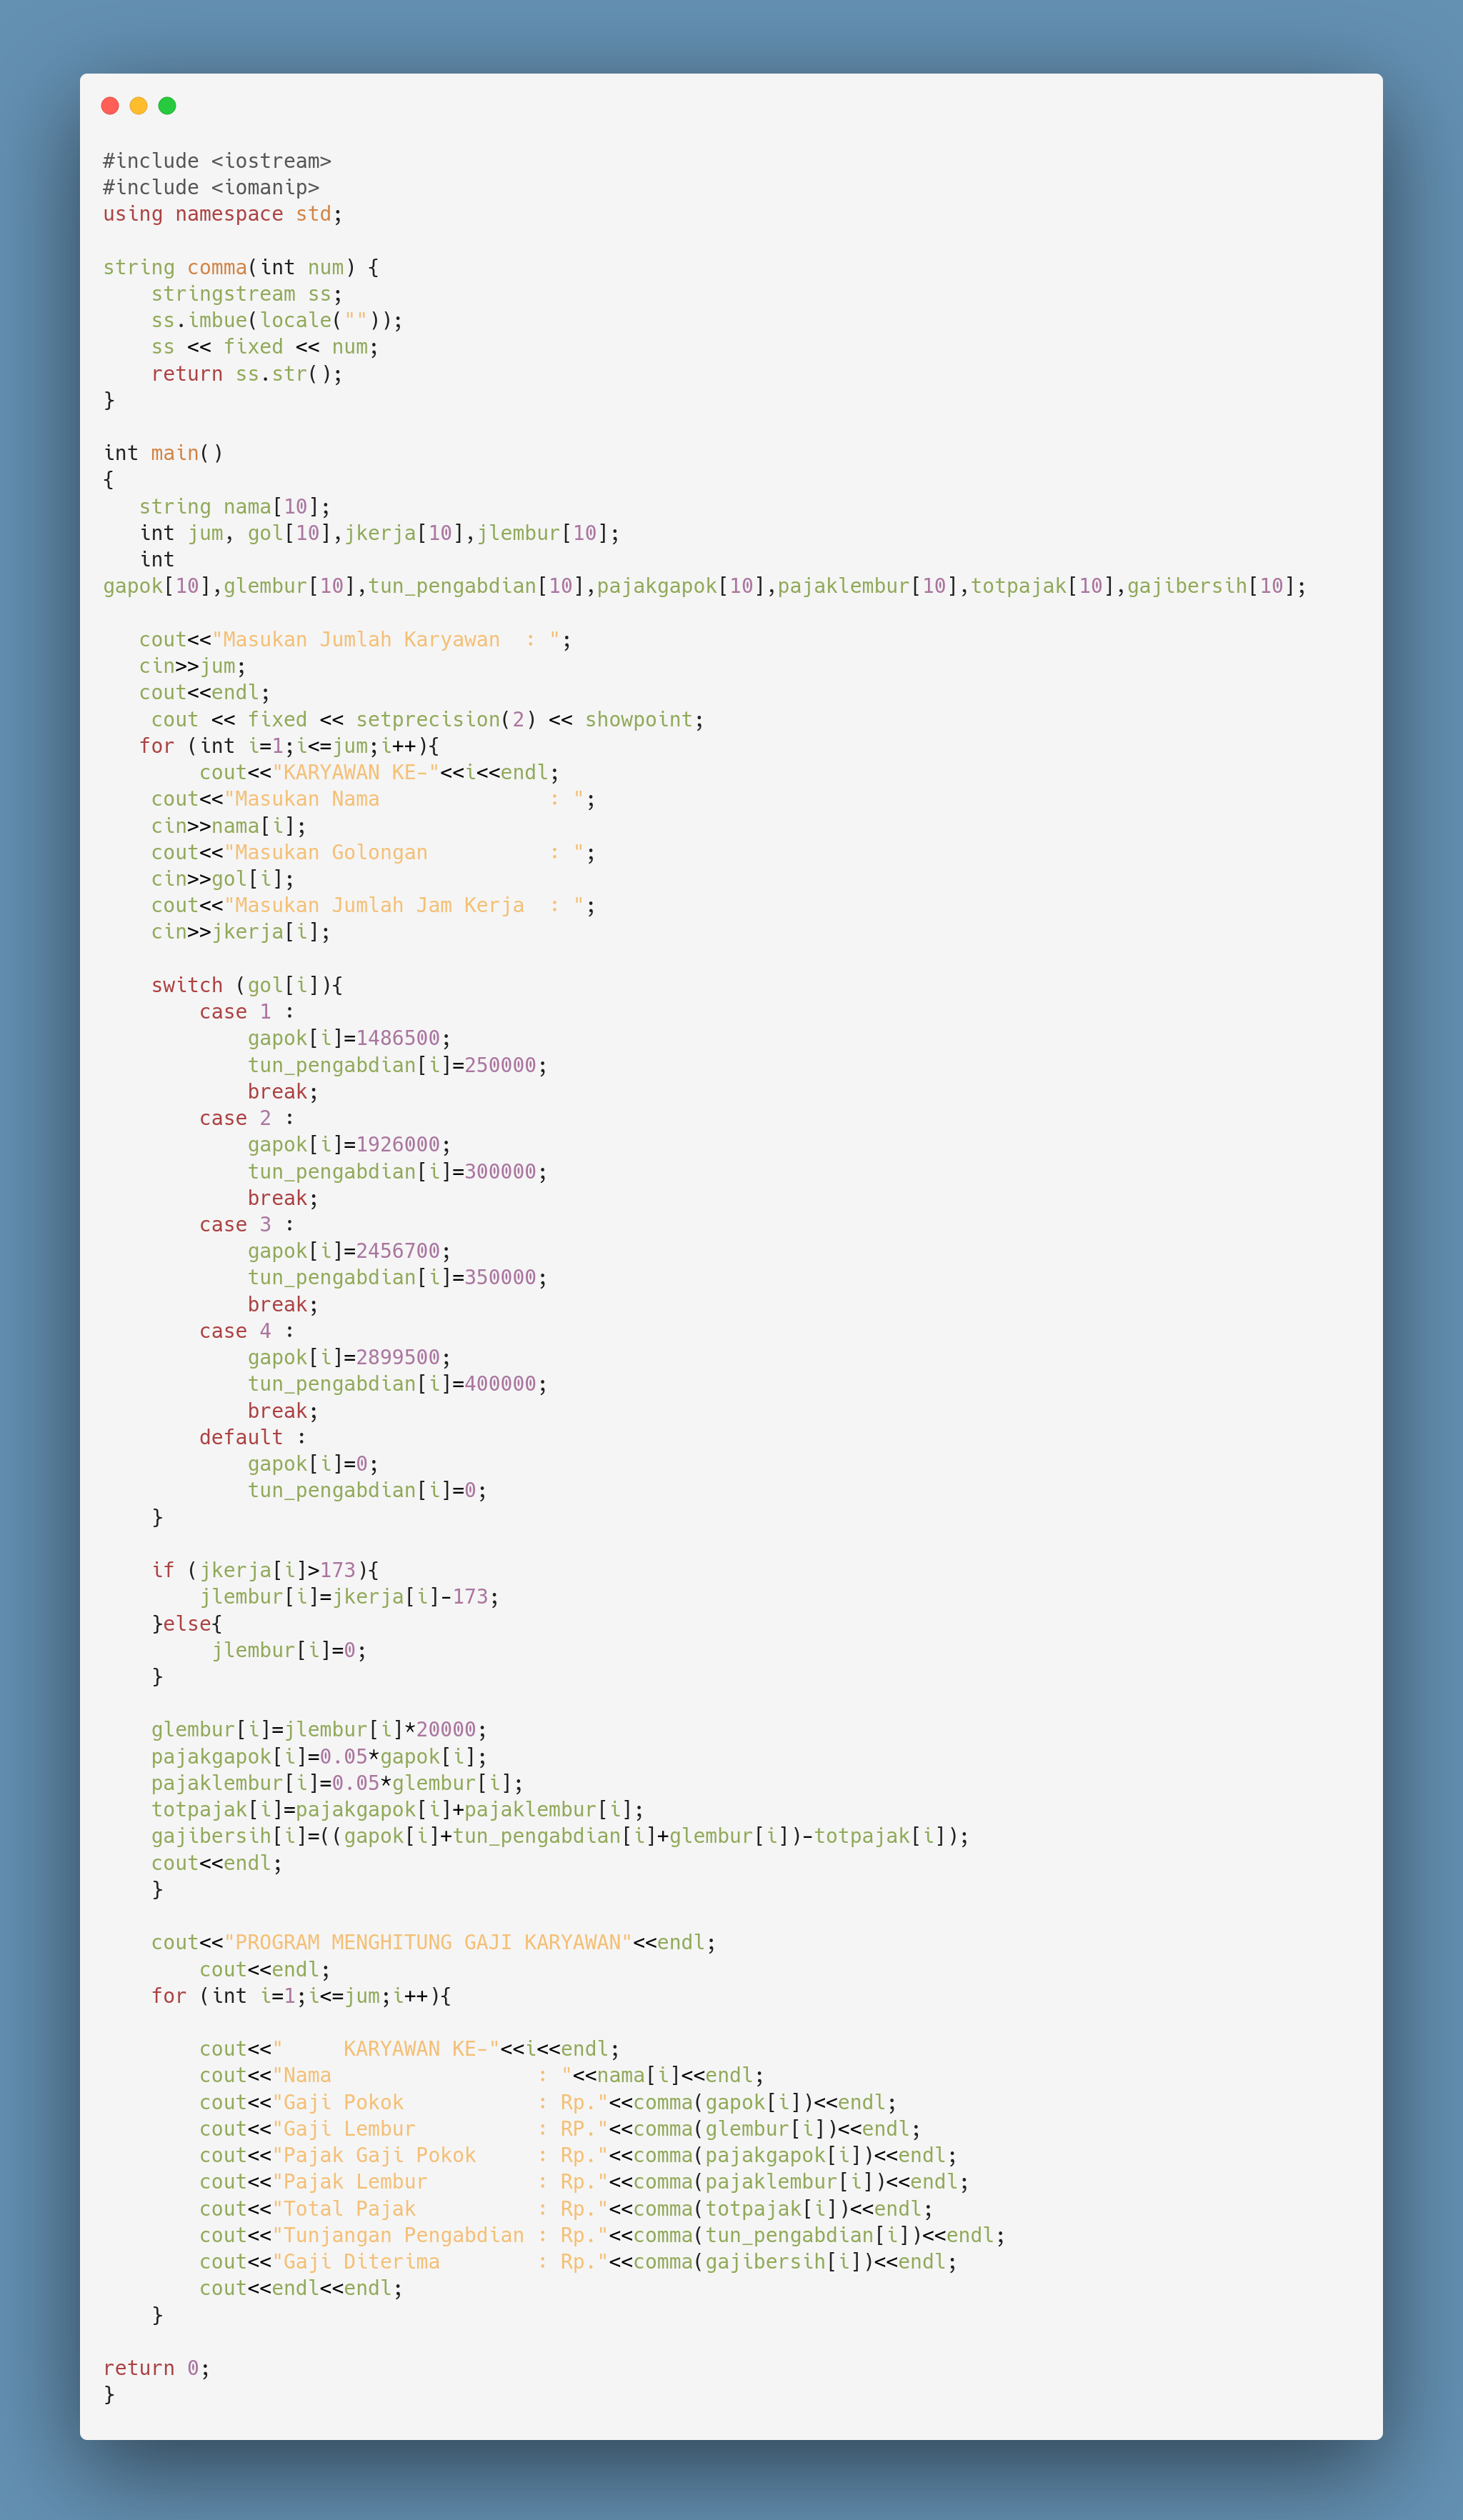 #include <iostream>
#include <iomanip>
using namespace std;

string comma(int num) {
    stringstream ss;
    ss.imbue(locale(""));
    ss << fixed << num;
    return ss.str();
}

int main()
{
   string nama[10];
   int jum, gol[10],jkerja[10],jlembur[10];
   int
gapok[10],glembur[10],tun_pengabdian[10],pajakgapok[10],pajaklembur[10],totpajak[10],gajibersih[10];

   cout<<"Masukan Jumlah Karyawan  : ";
   cin>>jum;
   cout<<endl;
    cout << fixed << setprecision(2) << showpoint;
   for (int i=1;i<=jum;i++){
        cout<<"KARYAWAN KE-"<<i<<endl;
    cout<<"Masukan Nama              : ";
    cin>>nama[i];
    cout<<"Masukan Golongan          : ";
    cin>>gol[i];
    cout<<"Masukan Jumlah Jam Kerja  : ";
    cin>>jkerja[i];

    switch (gol[i]){
        case 1 :
            gapok[i]=1486500;
            tun_pengabdian[i]=250000;
            break;
        case 2 :
            gapok[i]=1926000;
            tun_pengabdian[i]=300000;
            break;
        case 3 :
            gapok[i]=2456700;
            tun_pengabdian[i]=350000;
            break;
        case 4 :
            gapok[i]=2899500;
            tun_pengabdian[i]=400000;
            break;
        default :
            gapok[i]=0;
            tun_pengabdian[i]=0;
    }

    if (jkerja[i]>173){
        jlembur[i]=jkerja[i]-173;
    }else{
         jlembur[i]=0;
    }

    glembur[i]=jlembur[i]*20000;
    pajakgapok[i]=0.05*gapok[i];
    pajaklembur[i]=0.05*glembur[i];
    totpajak[i]=pajakgapok[i]+pajaklembur[i];
    gajibersih[i]=((gapok[i]+tun_pengabdian[i]+glembur[i])-totpajak[i]);
    cout<<endl;
    }

    cout<<"PROGRAM MENGHITUNG GAJI KARYAWAN"<<endl;
        cout<<endl;
    for (int i=1;i<=jum;i++){

        cout<<"     KARYAWAN KE-"<<i<<endl;
        cout<<"Nama                 : "<<nama[i]<<endl;
        cout<<"Gaji Pokok           : Rp."<<comma(gapok[i])<<endl;
        cout<<"Gaji Lembur          : RP."<<comma(glembur[i])<<endl;
        cout<<"Pajak Gaji Pokok     : Rp."<<comma(pajakgapok[i])<<endl;
        cout<<"Pajak Lembur         : Rp."<<comma(pajaklembur[i])<<endl;
        cout<<"Total Pajak          : Rp."<<comma(totpajak[i])<<endl;
        cout<<"Tunjangan Pengabdian : Rp."<<comma(tun_pengabdian[i])<<endl;
        cout<<"Gaji Diterima        : Rp."<<comma(gajibersih[i])<<endl;
        cout<<endl<<endl;
    }

return 0;
}